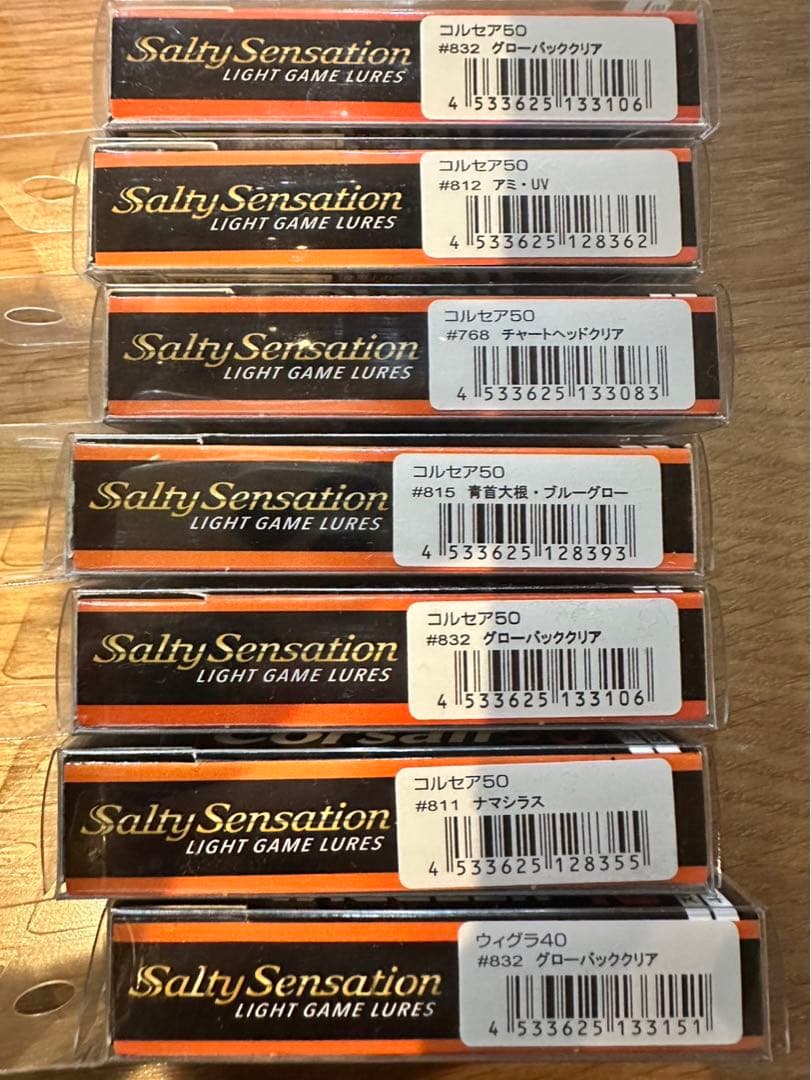 Salty Sensation
LIGHT GAME LURES
コルセア50
#832 グローバッククリア
4 533625 133106
Salty Sensation
LIGHT GAME LURES
コルセア50
#812 アミ・UV
4 533625 128362
Salty Sensation
LIGHT GAME LURES
コルセア50
#768 チャートヘッドクリア
4 533625 133083
Salty Sensation
LIGHT GAME LURES
コルセア50
#815 青首大根・ブルーグロー
4 533625 128393
Salty Sensation
LIGHT GAME LURES
コルセア50
#832 グローバッククリア
4 533625 133106
Corsair
Salty Sensation
LIGHT GAME LURES
コルセア50
#811 ナマシラス
4 533625 128355
Salty Sensation
LIGHT GAME LURES
ウィグラ40
#832 グローバッククリア
4 533625 133151